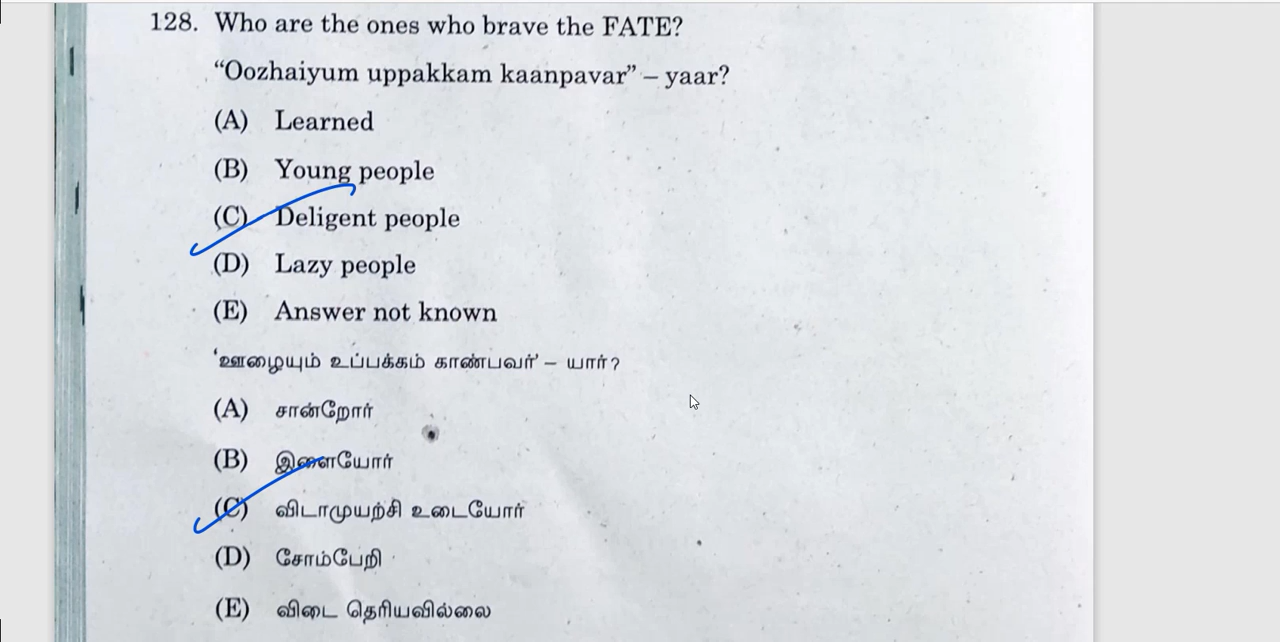 128. Who are the ones who brave the FATE?
“Oozhaiyum uppakkam kaanpavar” – yaar?
(A) Learned
(B) Young people
(C) Deligent people
(D) Lazy people
(E) Answer not known
‘ஊழையும் உப்பக்கம் காண்பவர்’ – யார்?
(A) சான்றோர்
(B) இளையோர்
(C) விடாமுயற்சி உடையோர்
(D) சோம்பேறி
(E) விடை தெரியவில்லை